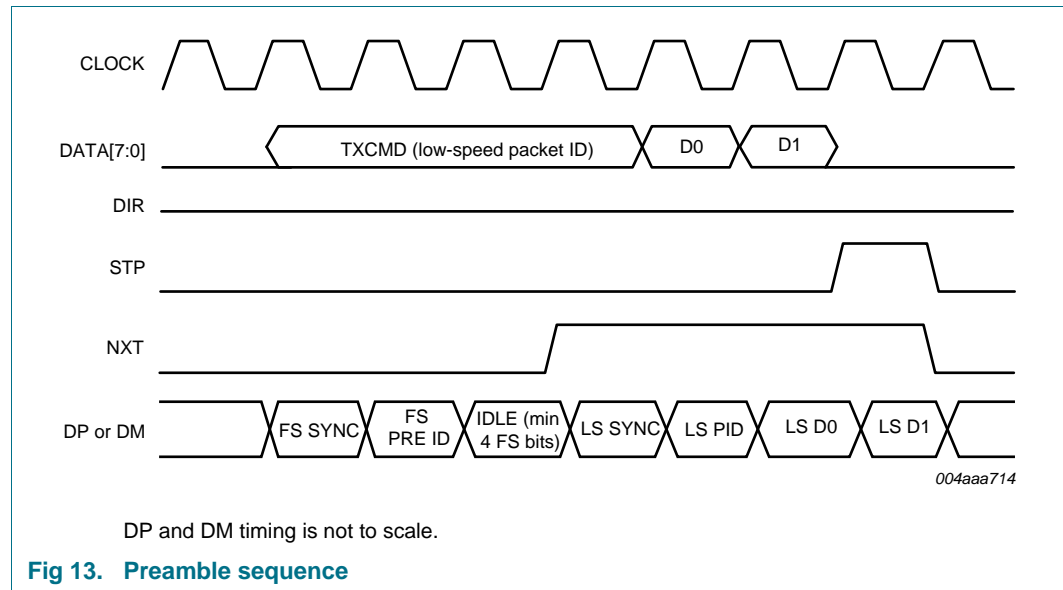 CLOCK
DATA[7:0]
TXCMD (low-speed packet ID)
D0
D1
DIR
STP
NXT
DP or DM
FS SYNC
FS
PRE ID
IDLE (min
4 FS bits)
LS SYNC
LS PID
LS D0
LS D1
004aaa714
DP and DM timing is not to scale.
Fig 13. Preamble sequence